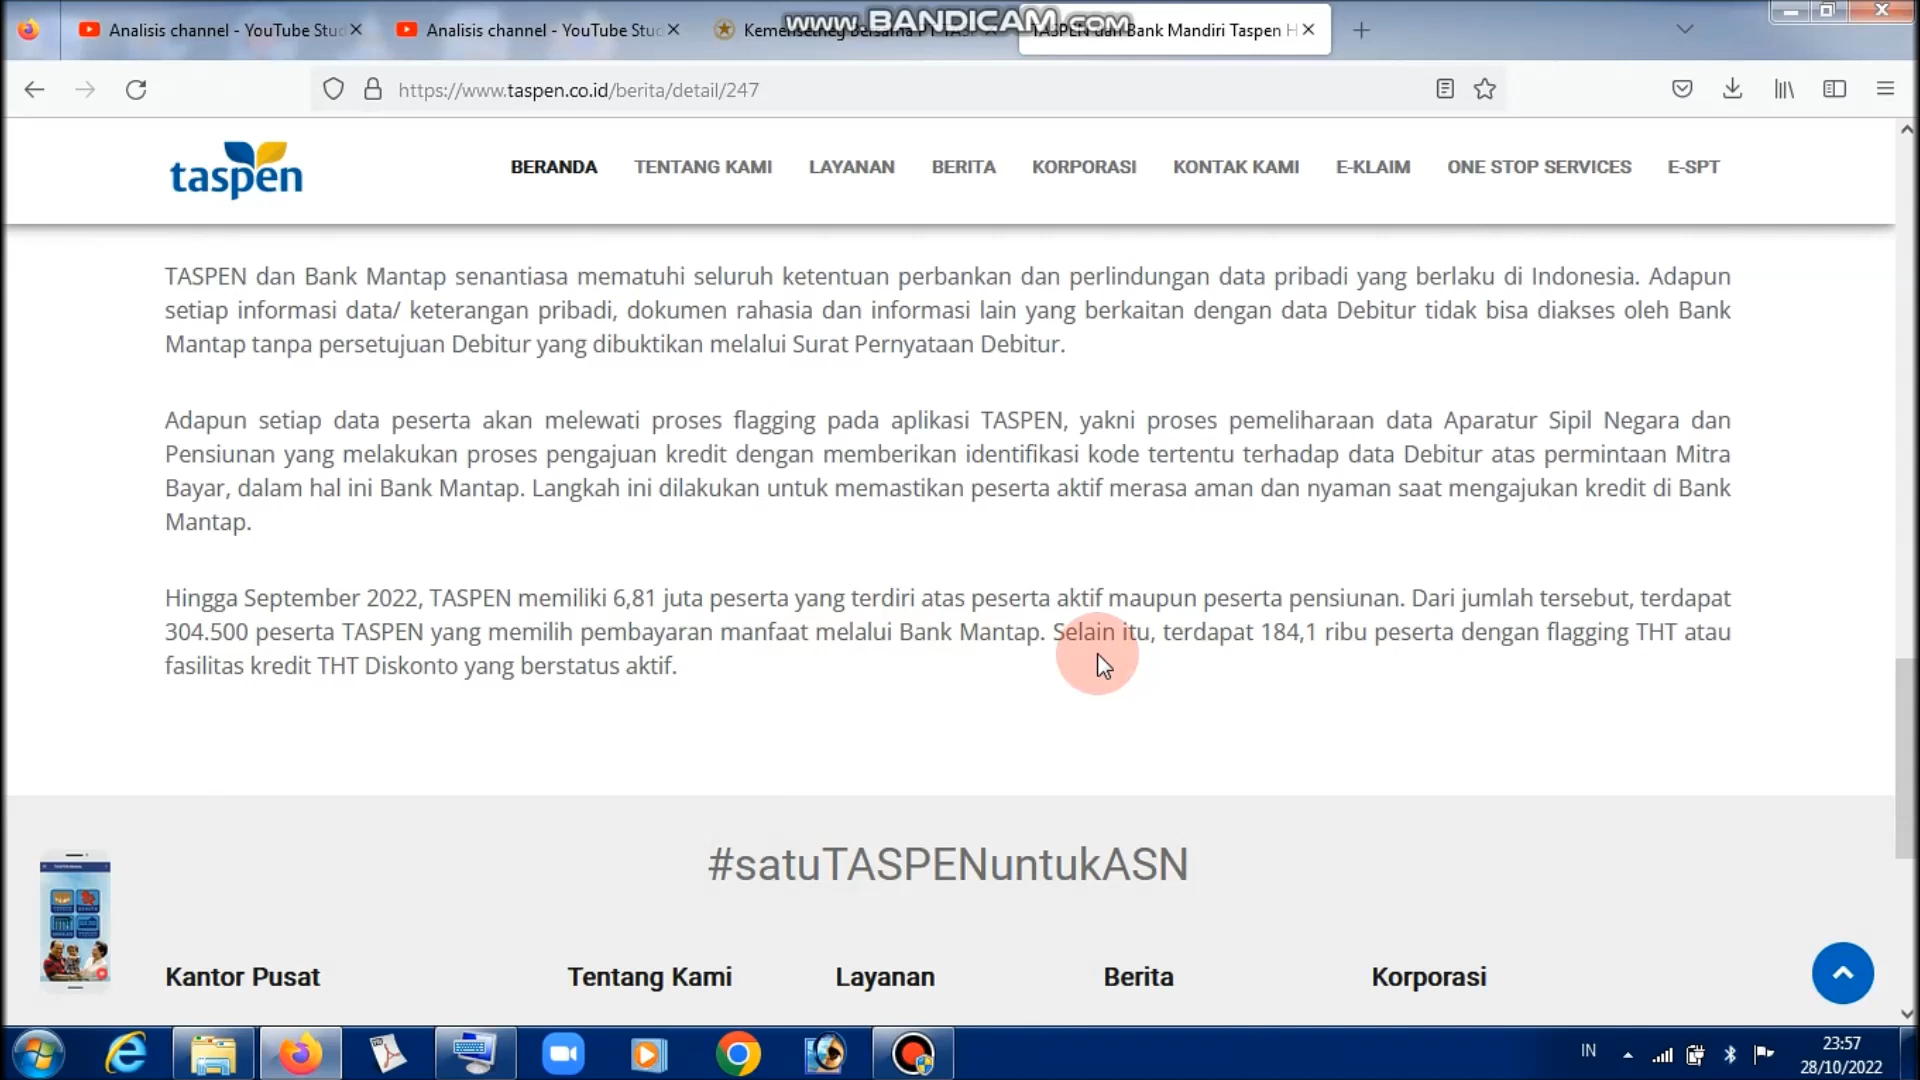 www.BANDICAM.com
Analisis channel - YouTube Stud
Analisis channel - YouTube Stud
Kemensetneg Bersama PT TASP
TASPEN dan Bank Mandiri Taspen H
https://www.taspen.co.id/berita/detail/247
taspen
BERANDA
TENTANG KAMI
LAYANAN
BERITA
KORPORASI
KONTAK KAMI
E-KLAIM
ONE STOP SERVICES
E-SPT
TASPEN dan Bank Mantap senantiasa mematuhi seluruh ketentuan perbankan dan perlindungan data pribadi yang berlaku di Indonesia. Adapun
setiap informasi data/ keterangan pribadi, dokumen rahasia dan informasi lain yang berkaitan dengan data Debitur tidak bisa diakses oleh Bank
Mantap tanpa persetujuan Debitur yang dibuktikan melalui Surat Pernyataan Debitur.
Adapun setiap data peserta akan melewati proses flagging pada aplikasi TASPEN, yakni proses pemeliharaan data Aparatur Sipil Negara dan
Pensiunan yang melakukan proses pengajuan kredit dengan memberikan identifikasi kode tertentu terhadap data Debitur atas permintaan Mitra
Bayar, dalam hal ini Bank Mantap. Langkah ini dilakukan untuk memastikan peserta aktif merasa aman dan nyaman saat mengajukan kredit di Bank
Mantap.
Hingga September 2022, TASPEN memiliki 6,81 juta peserta yang terdiri atas peserta aktif maupun peserta pensiunan. Dari jumlah tersebut, terdapat
304.500 peserta TASPEN yang memilih pembayaran manfaat melalui Bank Mantap. Selain itu, terdapat 184,1 ribu peserta dengan flagging THT atau
fasilitas kredit THT Diskonto yang berstatus aktif.
#satuTASPENuntukASN
Kantor Pusat
Tentang Kami
Layanan
Berita
Korporasi
IN
23:57
28/10/2022